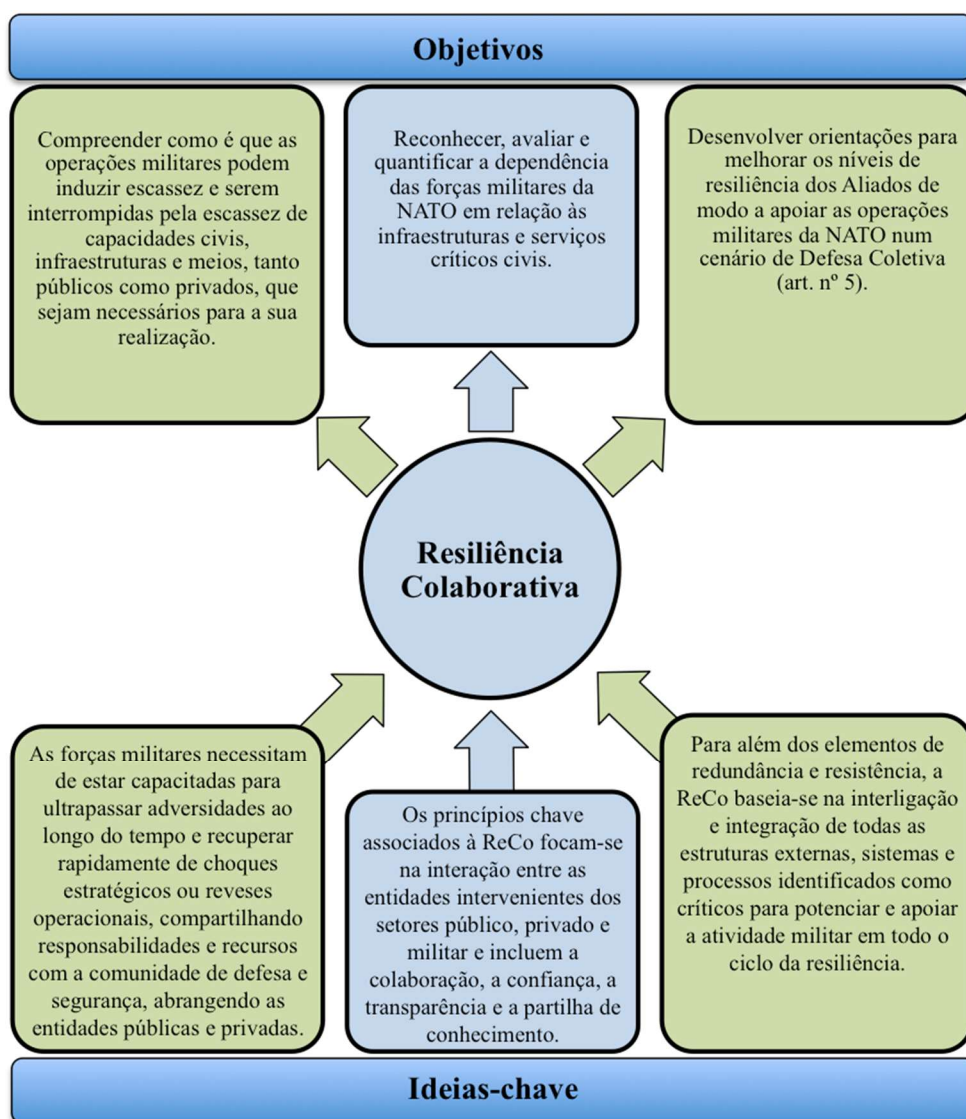 Objetivos
Compreender como é que as
operações militares podem
induzir escassez e serem
interrompidas pela escassez de
capacidades civis,
infraestruturas e meios, tanto
públicos como privados, que
sejam necessários para a sua
realização.
Reconhecer, avaliar e
quantificar a dependência
das forças militares da
NATO em relação às
infraestruturas e serviços
críticos civis.
Desenvolver orientações para
melhorar os níveis de
resiliência dos Aliados de
modo a apoiar as operações
militares da NATO num
cenário de Defesa Coletiva
(art. nº 5).
Resiliência
Colaborativa
As forças militares necessitam
de estar capacitadas para
ultrapassar adversidades ao
longo do tempo e recuperar
rapidamente de choques
estratégicos ou reveses
operacionais, compartilhando
responsabilidades e recursos
com a comunidade de defesa e
segurança, abrangendo as
entidades públicas e privadas.
Os princípios chave
associados à ReCo focam-se
na interação entre as
entidades intervenientes dos
setores público, privado e
militar e incluem a
colaboração, a confiança, a
transparência e a partilha de
conhecimento.
Para além dos elementos de
redundância e resistência, a
ReCo baseia-se na interligação
e integração de todas as
estruturas externas, sistemas e
processos identificados como
críticos para potenciar e apoiar
a atividade militar em todo o
ciclo da resiliência.
Ideias-chave